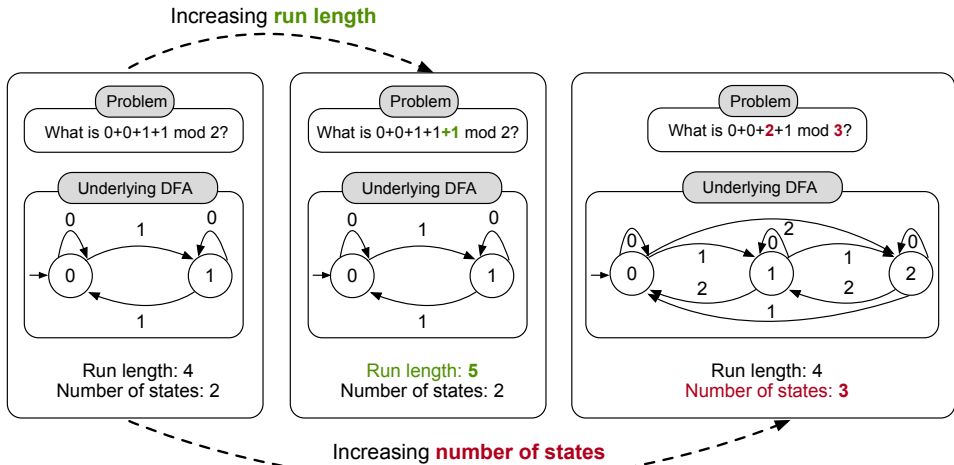 Increasing run length
Problem
What is 0+0+1+1 mod 2?
Underlying DFA
0
0
1
0
1
1
Run length: 4
Number of states: 2
Problem
What is 0+0+1+1+1 mod 2?
Underlying DFA
0
0
1
0
1
1
Run length: 5
Number of states: 2
Problem
What is 0+0+2+1 mod 3?
Underlying DFA
0
2
0
0
1
1
0
1
2
2
2
1
Run length: 4
Number of states: 3
Increasing number of states